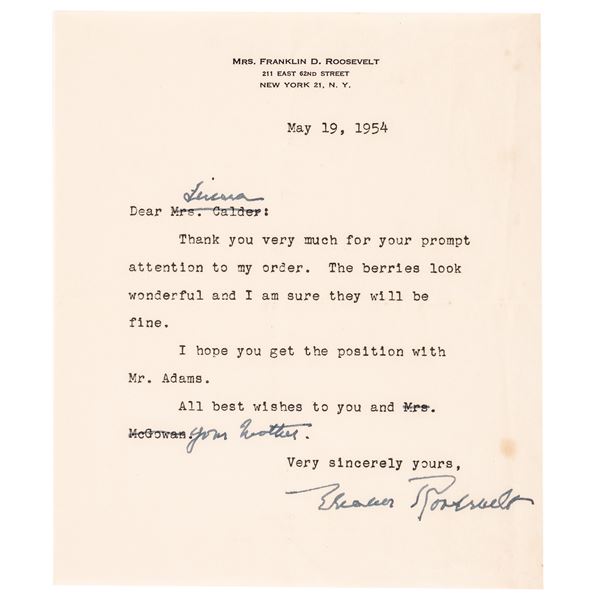 MRS. FRANKLIN D. ROOSEVELT
211 EAST 62ND STREET
NEW YORK 21, N. Y.
May 19, 1954
Dear Mrs. Calder:
Thank you very much for your prompt
attention to my order. The berries look
wonderful and I am sure they will be
fine.
I hope you get the position with
Mr. Adams.
All best wishes to you and Mrs.
McGowan. your mother.
Very sincerely yours,
Eleanor Roosevelt